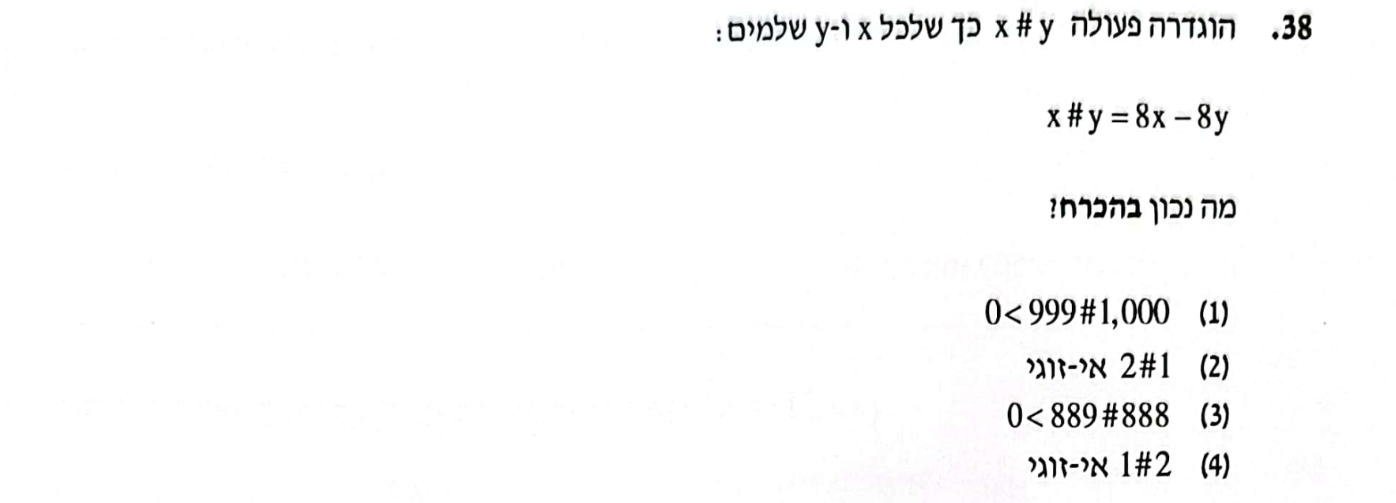 38. הוגדרה פעולה x # y כך שלכל x ו-y שלמים:
x # y = 8x – 8y
מה נכון בהכרח?
(1) 0< 999#1,000
(2) 2#1 אי-זוגי
(3) 0< 889#888
(4) 1#2 אי-זוגי